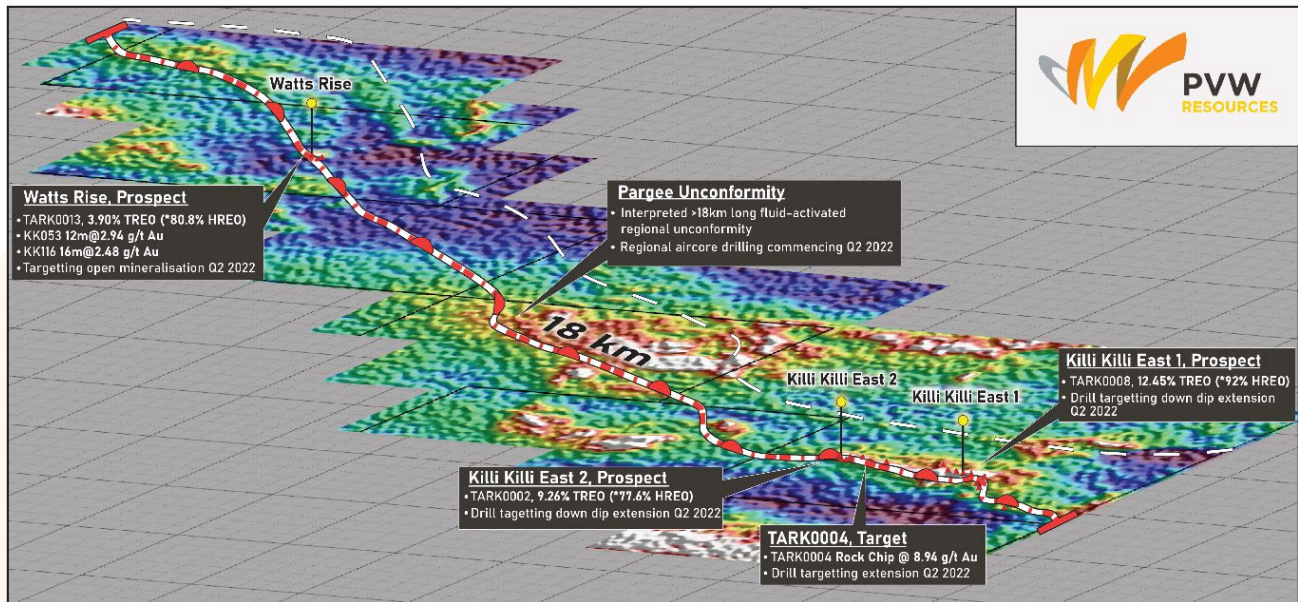 PVW
RESOURCES
Watts Rise
Watts Rise, Prospect
• TARK0013, 3.90% TREO (*80.8% HREO)
• KK053 12m@2.94 g/t Au
• KK116 16m@2.48 g/t Au
• Targetting open mineralisation Q2 2022
Pargee Unconformity
• Interpreted >18km long fluid-activated
regional unconformity
• Regional aircore drilling commencing Q2 2022
18 km
Killi Killi East 2
Killi Killi East 1
Killi Killi East 1, Prospect
• TARK0008, 12.45% TREO (*92% HREO)
• Drill targetting down dip extension
Q2 2022
Killi Killi East 2, Prospect
• TARK0002, 9.26% TREO (*77.6% HREO)
• Drill tagetting down dip extension Q2 2022
TARK0004, Target
• TARK0004 Rock Chip @ 8.94 g/t Au
• Drill targetting extension Q2 2022